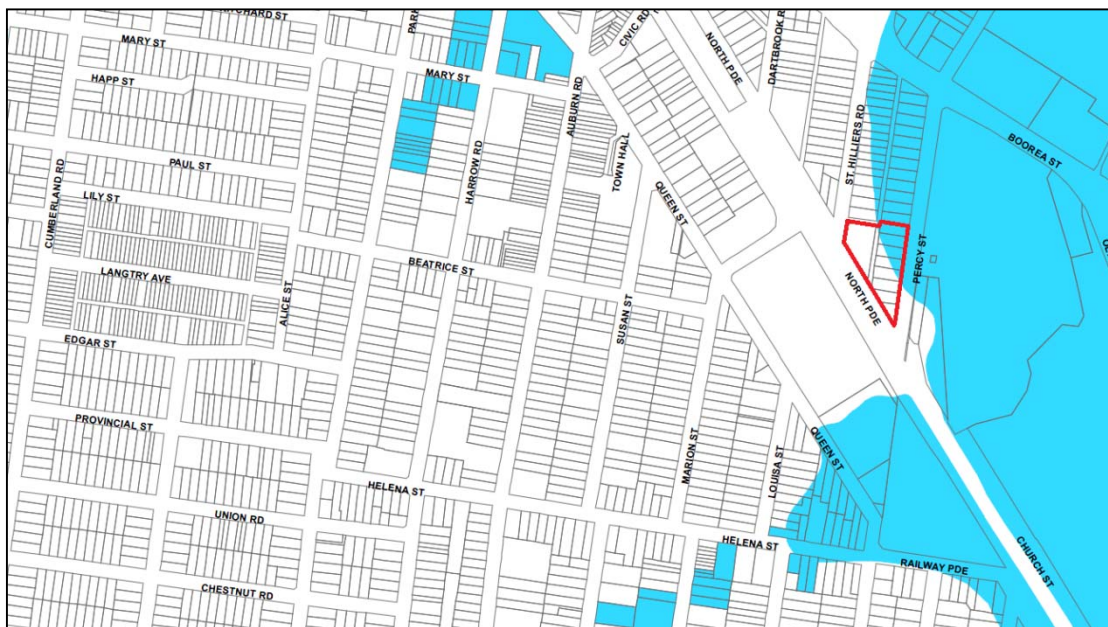 MARY ST
HAPP ST
PAUL ST
LILY ST
CUMBERLAND RD
LANGTRY AVE
EDGAR ST
PROVINCIAL ST
UNION RD
CHESTNUT RD
ALICE ST
HELENA ST
BEATRICE ST
HARROW RD
MARY ST
AUBURN RD
CIVIC RD
TOWN HALL
QUEEN ST
SUSAN ST
MARION ST
LOUISA ST
HELENA ST
QUEEN ST
RAILWAY PDE
CHURCH ST
NORTH PDE
NORTH PDE
ST. HILLIERS RD
PERCY ST
BOOREA ST